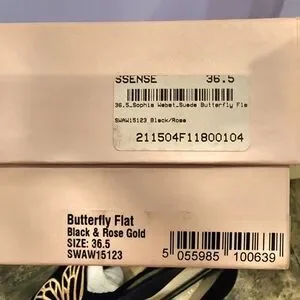 SSENSE 36.5
36.5_Sophia Webst_Suede Butterfly Fla
SWAW15123 Black/Rose
211504F11800104
Butterfly Flat
Black & Rose Gold
SIZE: 36.5
SWAW15123
5 055985 100639